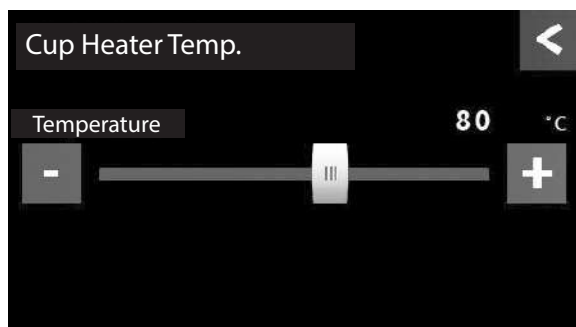 Cup Heater Temp.
<
Temperature
80 °C
- +